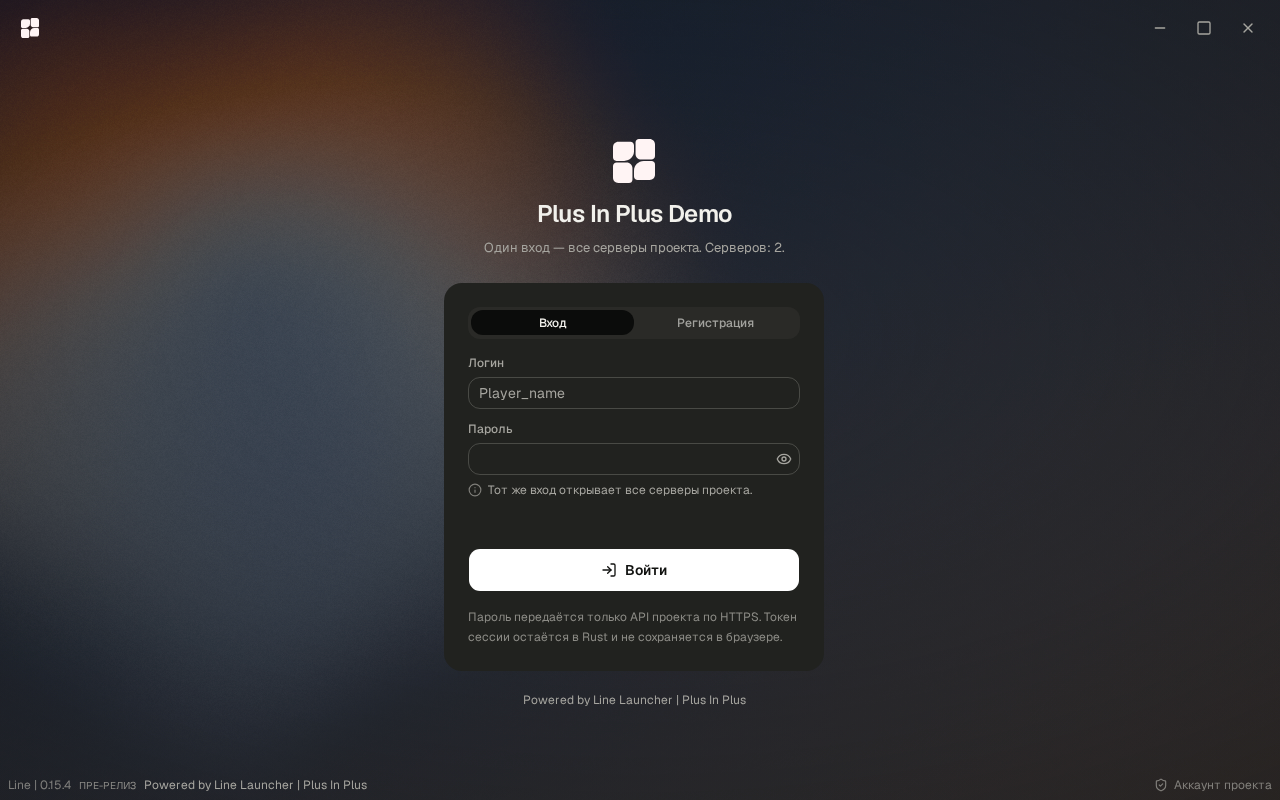 Plus In Plus Demo
Один вход — все серверы проекта. Серверов: 2.
Вход
Регистрация
Логин
Player_name
Пароль
Тот же вход открывает все серверы проекта.
Войти
Пароль передаётся только API проекта по HTTPS. Токен
сессии остаётся в Rust и не сохраняется в браузере.
Powered by Line Launcher | Plus In Plus
Line | 0.15.4 ПРЕ-РЕЛИЗ Powered by Line Launcher | Plus In Plus
Аккаунт проекта